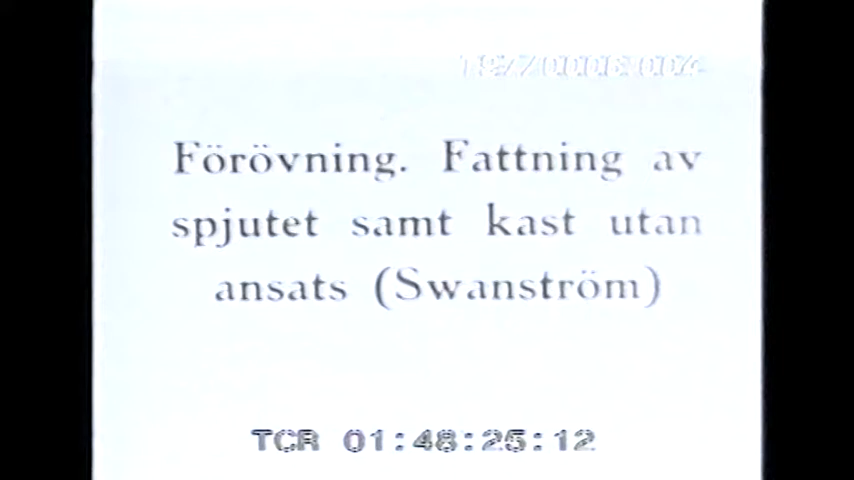 Förövning. Fattning av
spjutet samt kast utan
ansats (Swanström)
TCR 01:48:25:12